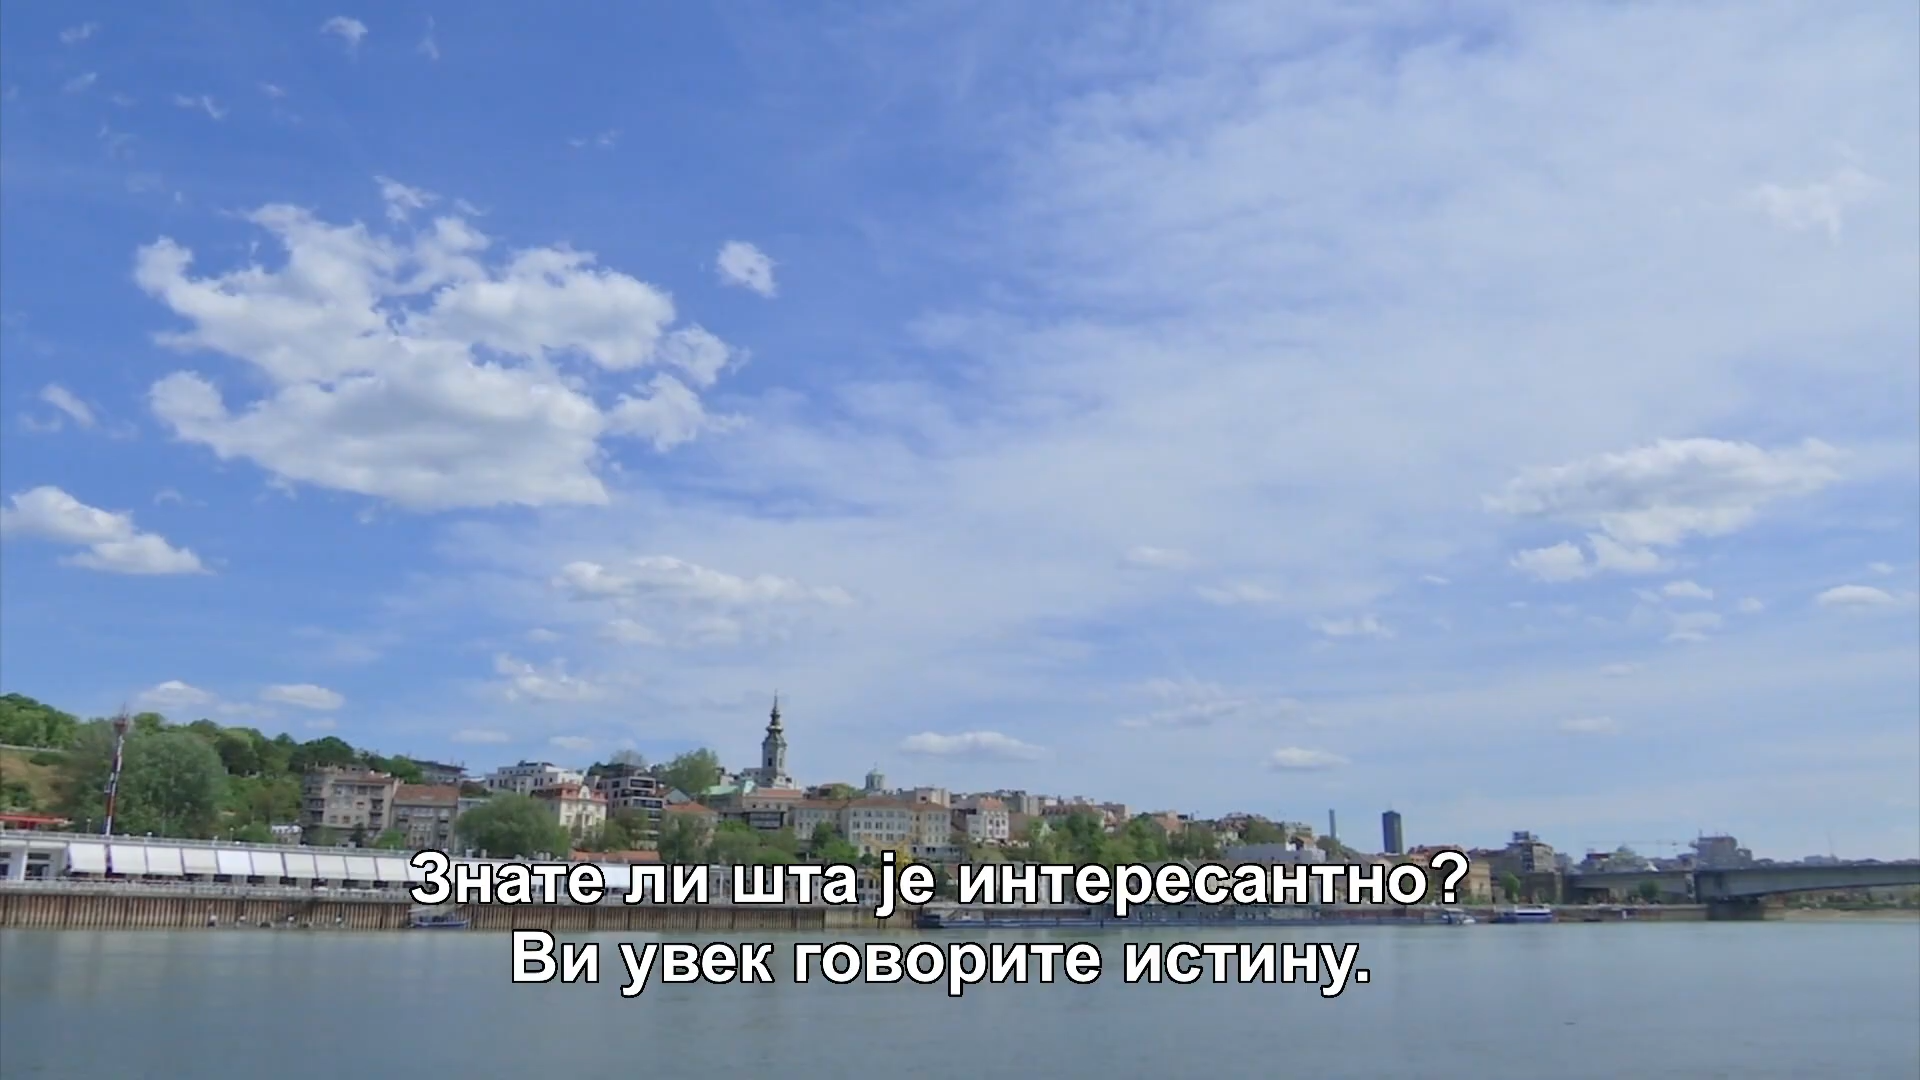 Знате ли шта је интересантно?
Ви увек говорите истину.